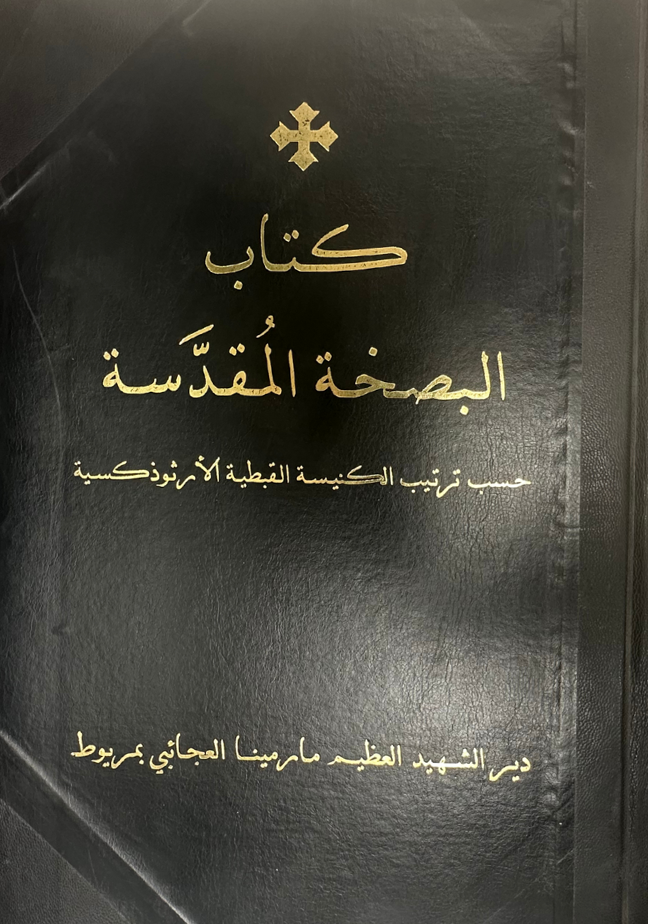 كتاب
البصخة المُقدَّسة
حسب ترتيب الكنيسة القبطية الأرثوذكسية
دير الشهيد العظيم مارمينا العجائبي بمريوط